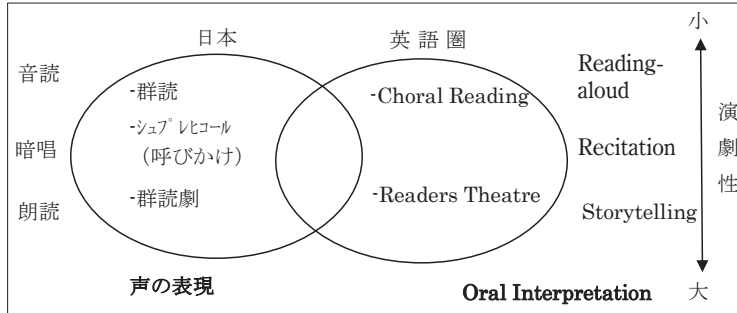 日本
英語圏
小
音読
-群読
-Choral Reading
Reading-
aloud
-シュプレヒコール
(呼びかけ)
暗唱
Recitation
演劇性
-群読劇
-Readers Theatre
朗読
Storytelling
声の表現
Oral Interpretation
大